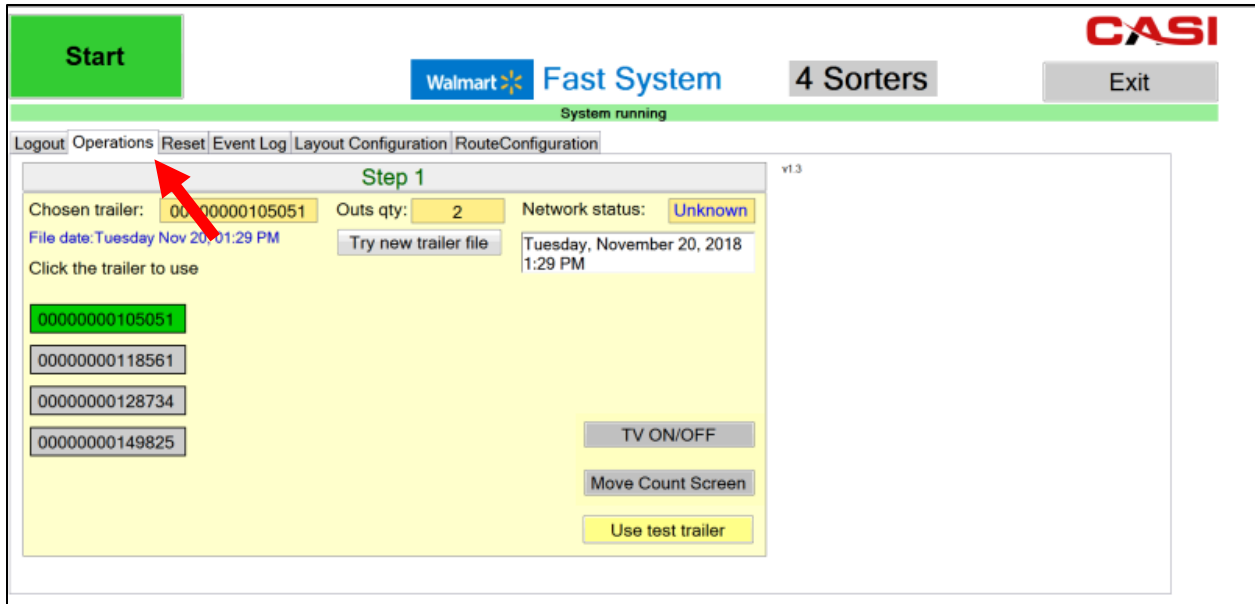 Start
CASI
Walmart Fast System
4 Sorters
Exit
System running
Logout Operations Reset Event Log Layout Configuration RouteConfiguration
Step 1
v1.3
Chosen trailer: 00000000105051 Outs qty: 2 Network status: Unknown
File date:Tuesday Nov 20, 01:29 PM
Try new trailer file
Tuesday, November 20, 2018
1:29 PM
Click the trailer to use
00000000105051
00000000118561
00000000128734
00000000149825
TV ON/OFF
Move Count Screen
Use test trailer